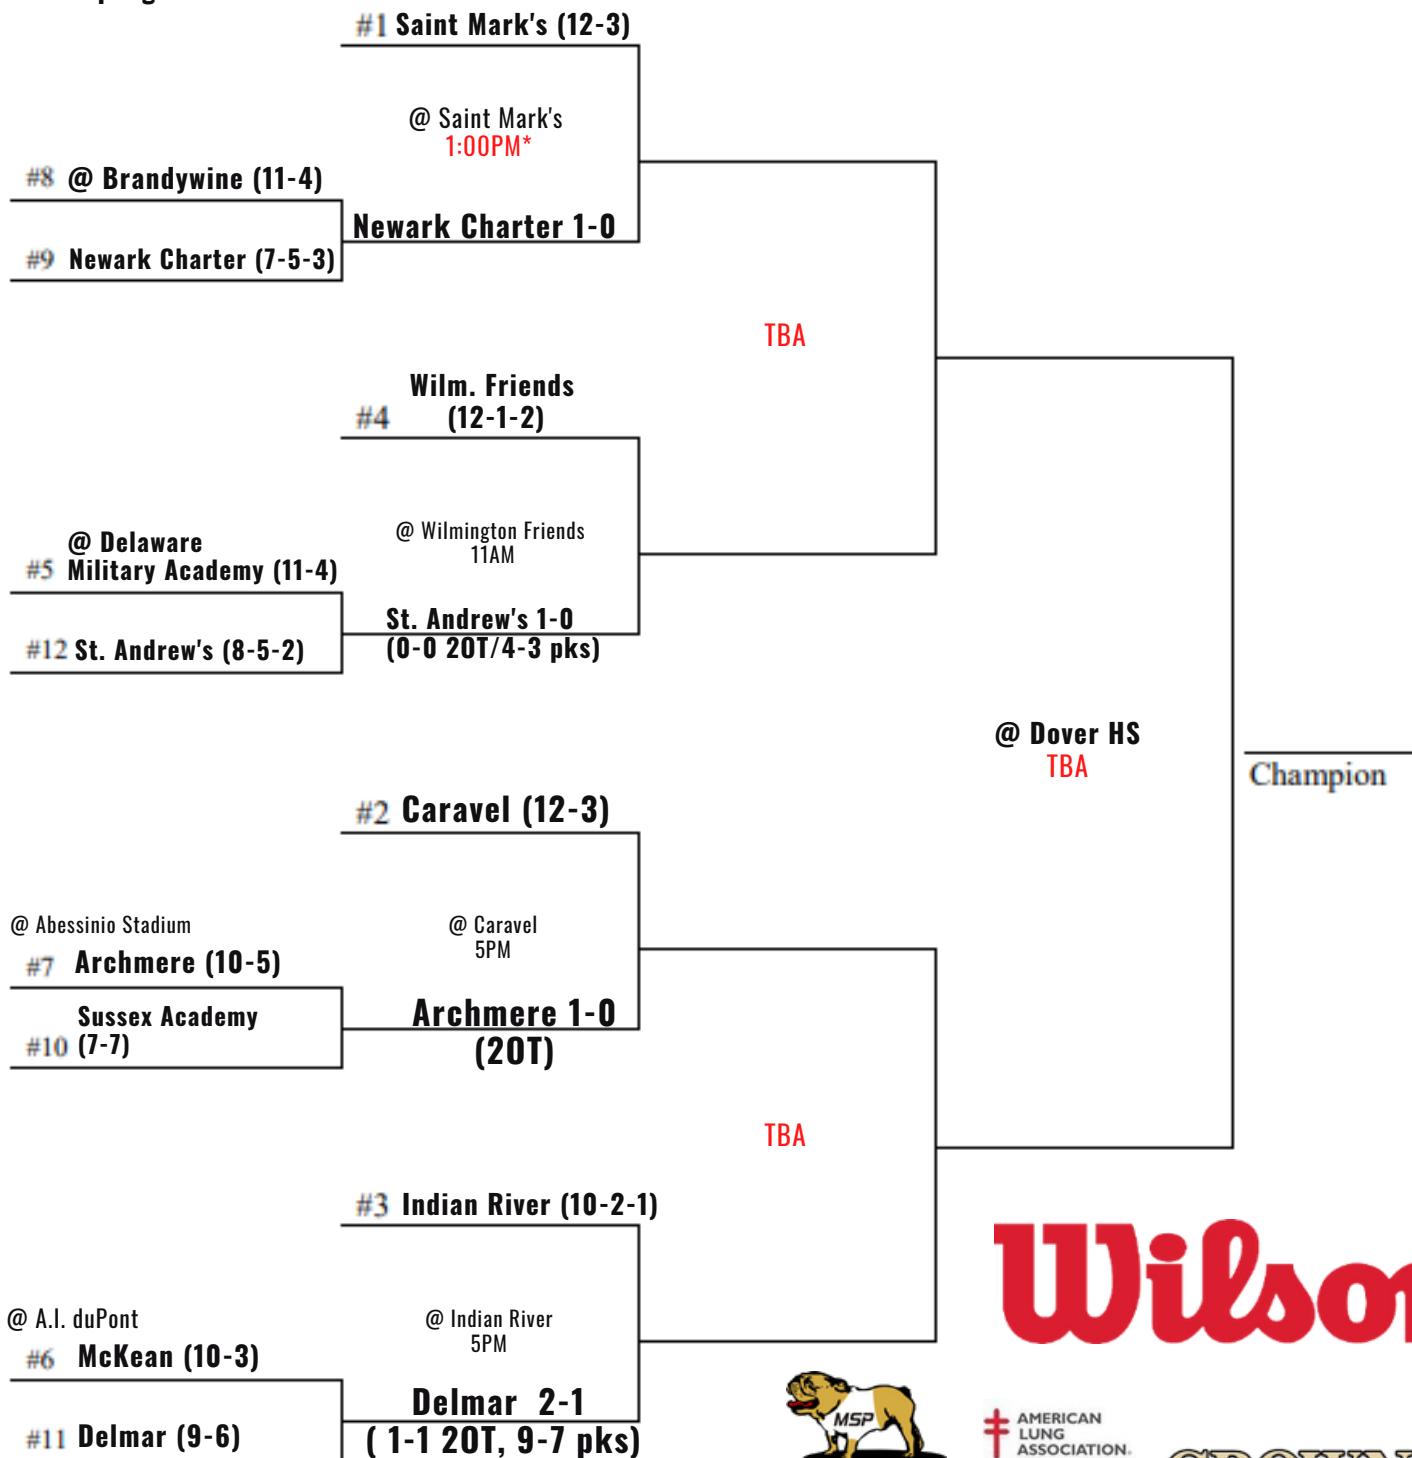 #1 Saint Mark's (12-3)
@ Saint Mark's
1:00PM*
#8 @ Brandywine (11-4)
Newark Charter 1-0
#9 Newark Charter (7-5-3)
TBA
Wilm. Friends
#4 (12-1-2)
@ Wilmington Friends
11AM
@ Delaware
#5 Military Academy (11-4)
St. Andrew's 1-0
(0-0 2OT/4-3 pks)
#12 St. Andrew's (8-5-2)
@ Dover HS
TBA
Champion
#2 Caravel (12-3)
@ Abessinio Stadium
@ Caravel
5PM
#7 Archmere (10-5)
Archmere 1-0
(2OT)
Sussex Academy
#10 (7-7)
TBA
#3 Indian River (10-2-1)
@ A.I. duPont
@ Indian River
5PM
#6 McKean (10-3)
Delmar 2-1
( 1-1 2OT, 9-7 pks)
#11 Delmar (9-6)
Wilson
MSP
AMERICAN
LUNG
ASSOCIATION.